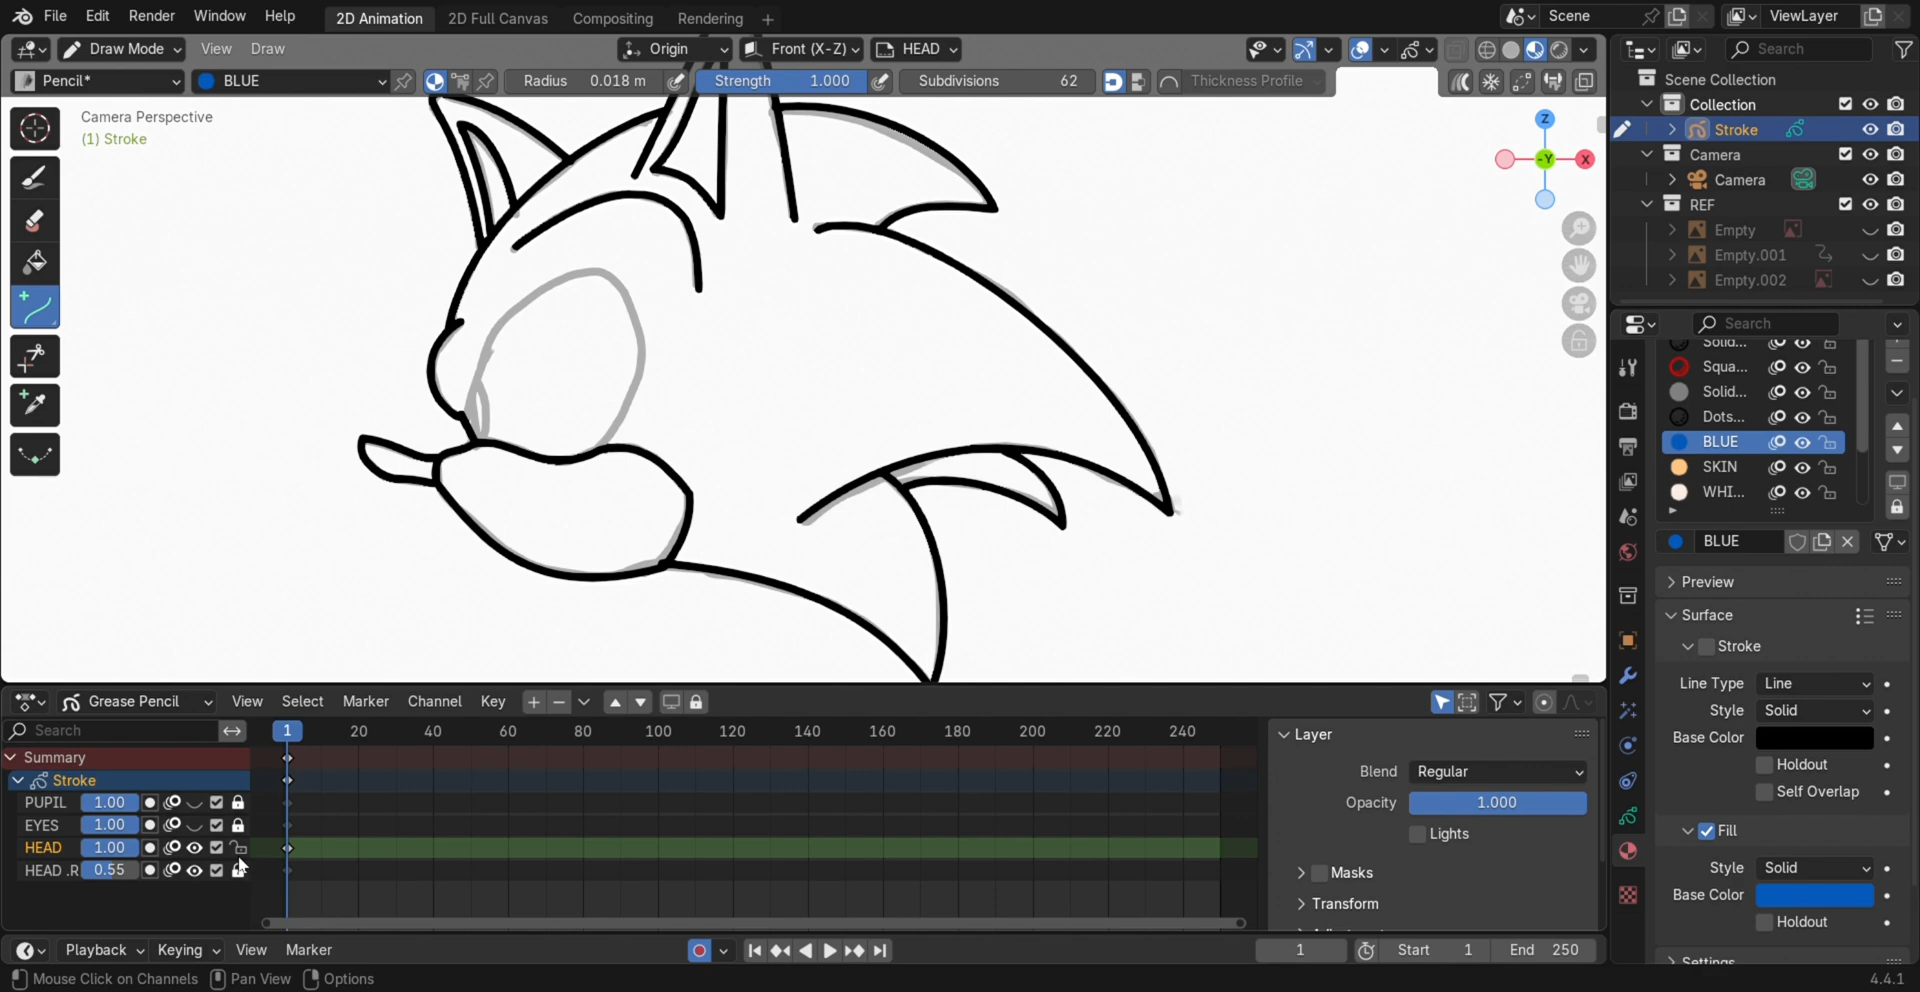 File Edit Render Window Help 2D Animation 2D Full Canvas Compositing Rendering + Scene ViewLayer
Draw Mode View Draw Origin Front (X-Z) HEAD Search
Pencil* BLUE Radius 0.018 m Strength 1.000 Subdivisions 62 Thickness Profile
Camera Perspective
(1) Stroke
Z
-Y
X
Scene Collection
Collection
Stroke
Camera
Camera
REF
Empty
Empty.001
Empty.002
Search
Solid...
Squa...
Solid...
Dots...
BLUE
SKIN
WHI...
BLUE
Preview
Surface
Stroke
Line Type Line
Style Solid
Base Color
Holdout
Self Overlap
Fill
Style Solid
Base Color
Holdout
Settings
Grease Pencil View Select Marker Channel Key
Search 1 20 40 60 80 100 120 140 160 180 200 220 240
Summary
Stroke
PUPIL 1.00
EYES 1.00
HEAD 1.00
HEAD .R 0.55
Layer
Blend Regular
Opacity 1.000
Lights
Masks
Transform
Playback Keying View Marker 1 Start 1 End 250
Mouse Click on Channels Pan View Options 4.4.1